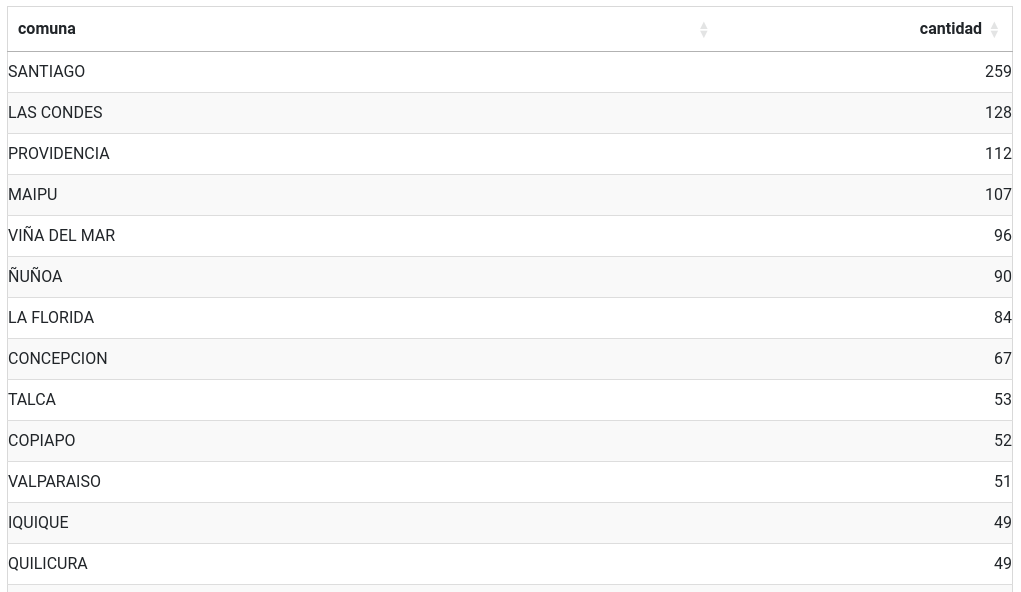 comuna cantidad
SANTIAGO 259
LAS CONDES 128
PROVIDENCIA 112
MAIPU 107
VIÑA DEL MAR 96
ÑUÑOA 90
LA FLORIDA 84
CONCEPCION 67
TALCA 53
COPIAPO 52
VALPARAISO 51
IQUIQUE 49
QUILICURA 49